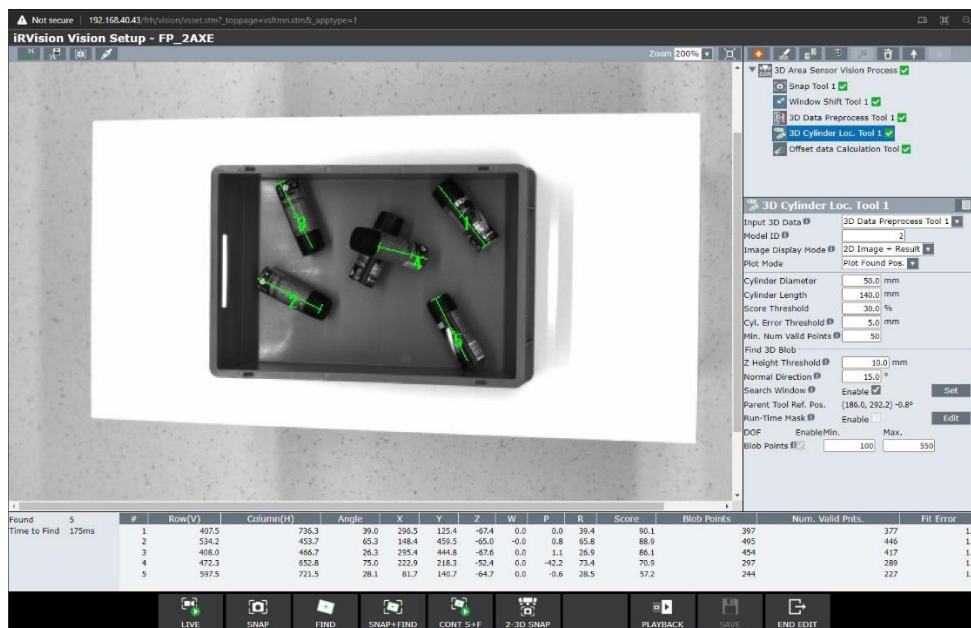 Not secure 192.168.40.43/frh/vision/vsset.stm?_toppage=vsfrmn.stm&_apptype=1
iRVision Vision Setup - FP_2AXE
Zoom 200%
3D Area Sensor Vision Process
Snap Tool 1
Window Shift Tool 1
3D Data Preprocess Tool 1
3D Cylinder Loc. Tool 1
Offset data Calculation Tool
3D Cylinder Loc. Tool 1
Input 3D Data 3D Data Preprocess Tool 1
Model ID 2
Image Display Mode 2D Image + Result
Plot Mode Plot Found Pos.
Cylinder Diameter 50.0 mm
Cylinder Length 140.0 mm
Score Threshold 30.0 %
Cyl. Error Threshold 5.0 mm
Min. Num Valid Points 50
Find 3D Blob
Z Height Threshold 10.0 mm
Normal Direction 15.0 °
Search Window Enable Set
Parent Tool Ref. Pos. (186.0, 292.2) -0.8°
Run-Time Mask Enable Edit
DOF Enable Min. Max.
Blob Points 100 550
3
1
4
2
5
Found 5
Time to Find 175ms
# Row(V) Column(H) Angle X Y Z W P R Score Blob Points Num. Valid Pnts. Fit Error
1 407.5 736.3 39.0 296.5 125.4 -67.4 0.0 0.0 39.4 90.1 397 377 1.
2 534.2 453.7 65.3 148.4 459.5 -65.0 -0.0 0.8 65.8 88.9 495 446 1.
3 408.0 466.7 26.3 295.4 444.8 -67.6 0.0 1.1 26.9 86.1 454 417 1.
4 472.3 652.8 75.0 222.9 218.3 -52.4 0.0 -42.2 73.4 70.9 297 289 1.
5 597.5 721.5 28.1 81.7 140.7 -64.7 0.0 -0.6 28.5 57.2 244 227 1.
LIVE SNAP FIND SNAP+FIND CONT S+F 2-3D SNAP PLAYBACK SAVE END EDIT